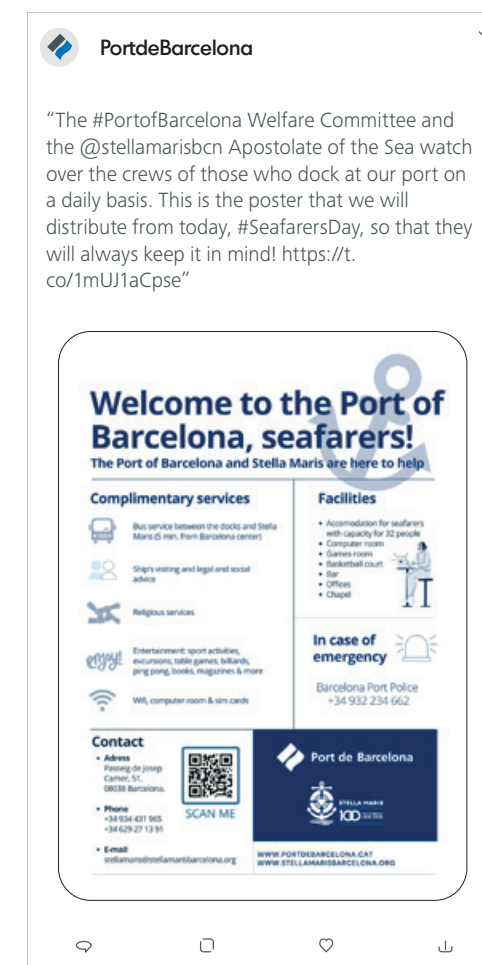 PortdeBarcelona
“The #PortofBarcelona Welfare Committee and
the @stellamarisbcn Apostolate of the Sea watch
over the crews of those who dock at our port on
a daily basis. This is the poster that we will
distribute from today, #SeafarersDay, so that they
will always keep it in mind! https://t.
co/1mUJ1aCpse”
Welcome to the Port of
Barcelona, seafarers!
The Port of Barcelona and Stella Maris are here to help
Complimentary services
Bus service between the docks and Stella
Maris (5 min. from Barcelona center)
Ship's visiting and legal and social
advice
Religious services
enjoy!
Entertainment: sport activities,
excursions, table games, billiards,
ping pong, books, magazines & more
Wifi, computer room & sim cards
Facilities
• Accomodation for seafarers
with capacity for 32 people
• Computer room
• Games room
• Basketball court
• Bar
• Offices
• Chapel
In case of
emergency
Barcelona Port Police
+34 932 234 662
Contact
• Adress
Passeig de Josep
Carner, 51.
08038 Barcelona.
• Phone
+34 934 431 965
+34 629 27 13 91
• E-mail
stellamaris@stellamarisbarcelona.org
SCAN ME
Port de Barcelona
STELLA MARIS
100
WWW.PORTDEBARCELONA.CAT
WWW.STELLAMARISBARCELONA.ORG